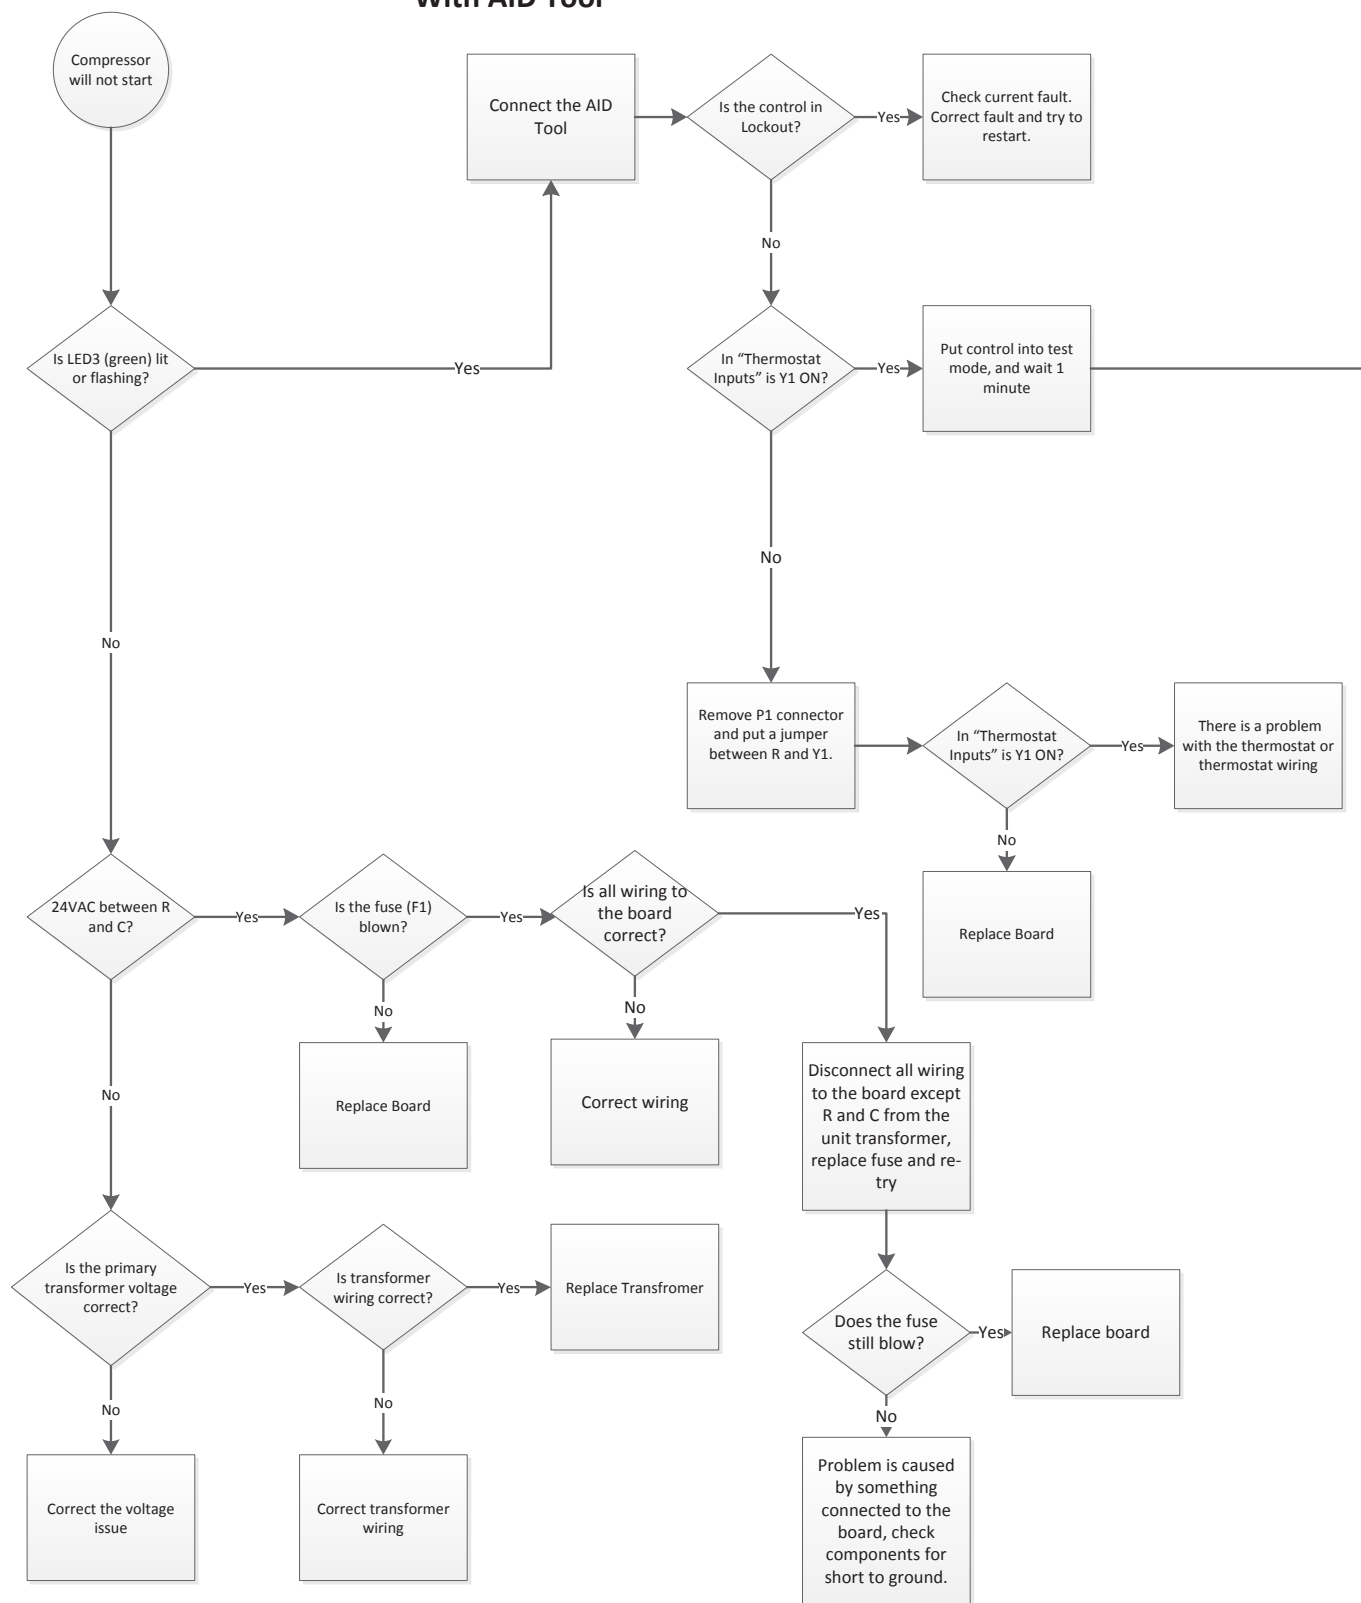 With AID Tool
Compressor
will not start
Connect the AID
Tool
Is the control in
Lockout?
Yes
Check current fault.
Correct fault and try to
restart.
No
Is LED3 (green) lit
or flashing?
Yes
In “Thermostat
Inputs” is Y1 ON?
Yes
Put control into test
mode, and wait 1
minute
No
No
Remove P1 connector
and put a jumper
between R and Y1.
In “Thermostat
Inputs” is Y1 ON?
Yes
There is a problem
with the thermostat or
thermostat wiring
No
Replace Board
24VAC between R
and C?
Yes
Is the fuse (F1)
blown?
Yes
Is all wiring to
the board
correct?
Yes
No
Replace Board
No
Correct wiring
Disconnect all wiring
to the board except
R and C from the
unit transformer,
replace fuse and re-
try
No
Is the primary
transformer voltage
correct?
Yes
Is transformer
wiring correct?
Yes
Replace Transfromer
Does the fuse
still blow?
Yes
Replace board
No
Correct the voltage
issue
No
Correct transformer
wiring
No
Problem is caused
by something
connected to the
board, check
components for
short to ground.